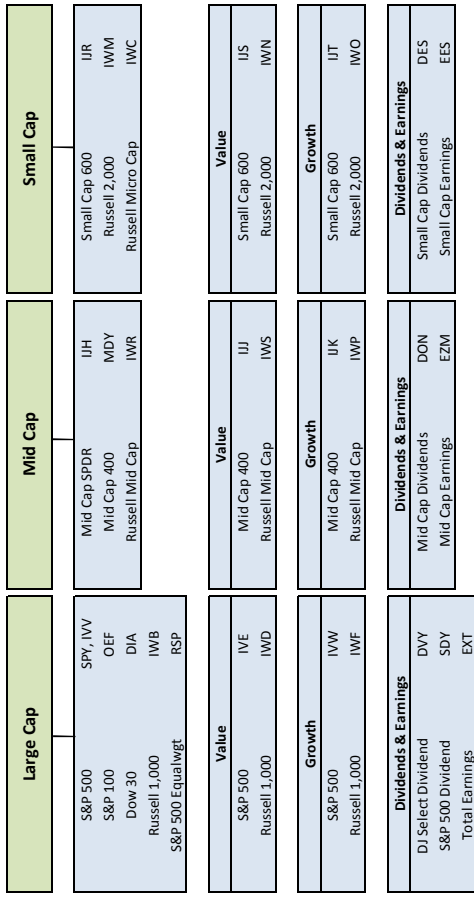 Large Cap
S&P 500 SPY, IVV
S&P 100 OEF
Dow 30 DIA
Russell 1,000 IWB
S&P 500 Equalwgt RSP
Value
S&P 500 IVE
Russell 1,000 IWD
Growth
S&P 500 IVW
Russell 1,000 IWF
Dividends & Earnings
DJ Select Dividend DVY
S&P 500 Dividend SDY
Total Earnings EXT
Mid Cap
Mid Cap SPDR IJH
Mid Cap 400 MDY
Russell Mid Cap IWR
Value
Mid Cap 400 IJJ
Russell Mid Cap IWS
Growth
Mid Cap 400 IJK
Russell Mid Cap IWP
Dividends & Earnings
Mid Cap Dividends DON
Mid Cap Earnings EZM
Small Cap
Small Cap 600 IJR
Russell 2,000 IWM
Russell Micro Cap IWC
Value
Small Cap 600 IJS
Russell 2,000 IWN
Growth
Small Cap 600 IJT
Russell 2,000 IWO
Dividends & Earnings
Small Cap Dividends DES
Small Cap Earnings EES